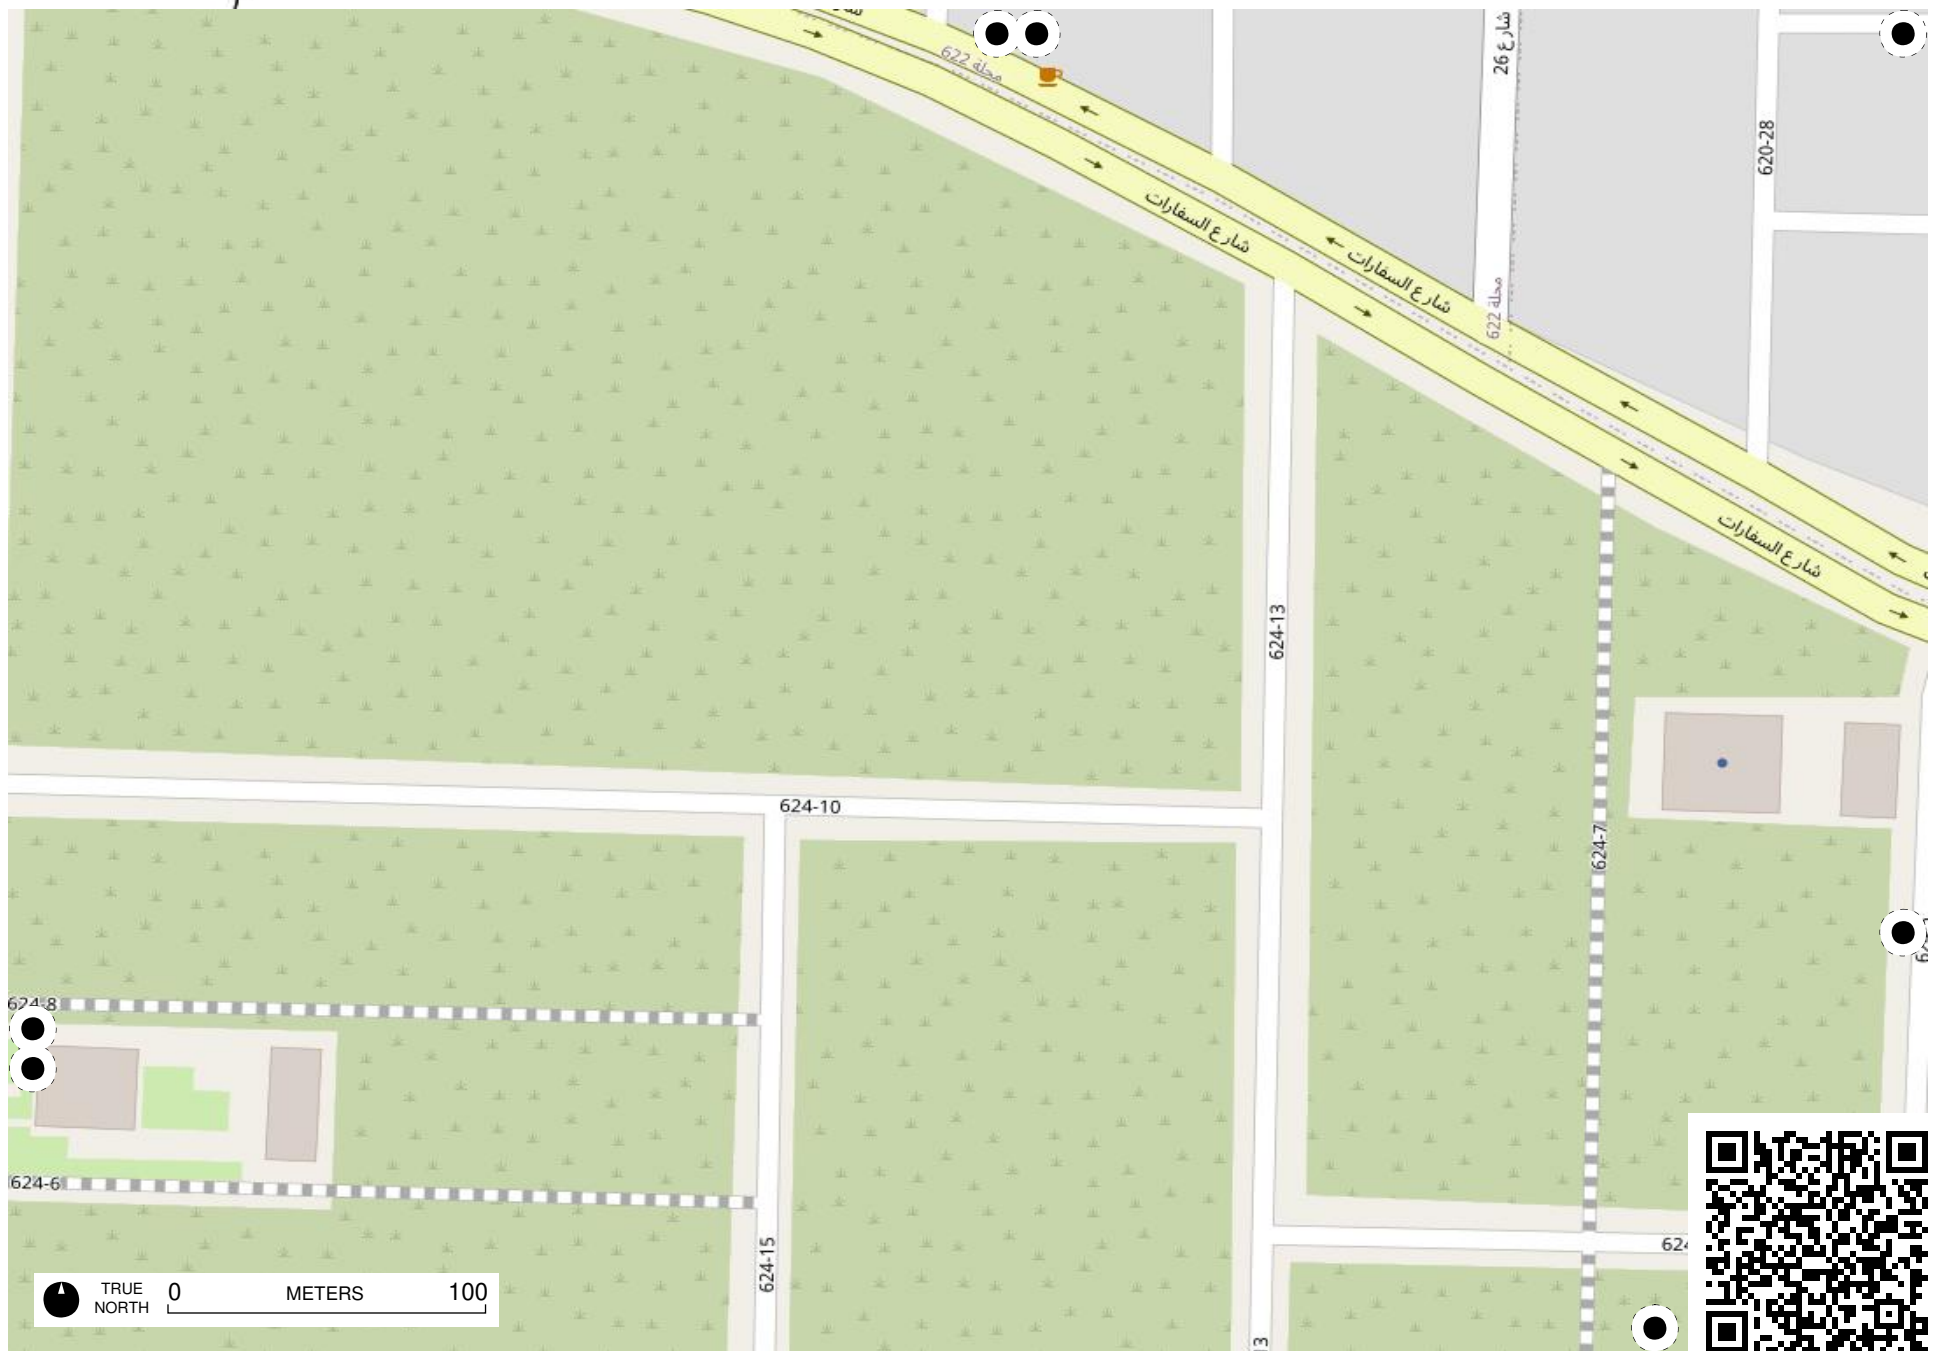 محلة 622
شارع 26
620-28
شارع السفارات
شارع السفارات
محلة 622
شارع السفارات
624-13
624-10
624-7
624-8
624-6
624-15
TRUE
NORTH
0 METERS 100